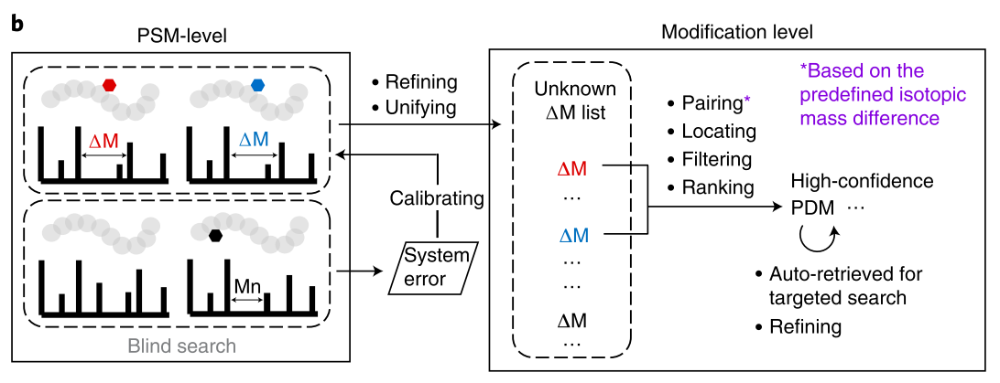 b
PSM-level
ΔM
ΔM
Mn
Blind search
• Refining
• Unifying
Calibrating
System
error
Modification level
Unknown
ΔM list
ΔM
...
ΔM
...
...
ΔM
...
• Pairing*
• Locating
• Filtering
• Ranking
*Based on the
predefined isotopic
mass difference
High-confidence
PDM ...
• Auto-retrieved for
targeted search
• Refining